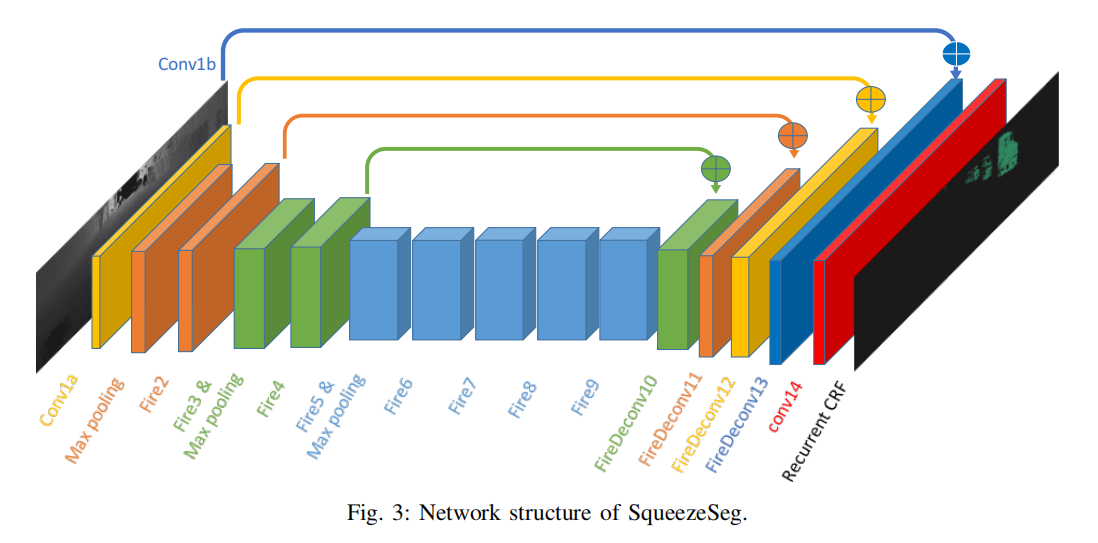 Conv1b
Conv1a
Max pooling
Fire2
Fire3 &
Max pooling
Fire4
Fire5 &
Max pooling
Fire6
Fire7
Fire8
Fire9
FireDeconv10
FireDeconv11
FireDeconv12
FireDeconv13
conv14
Recurrent CRF
Fig. 3: Network structure of SqueezeSeg.